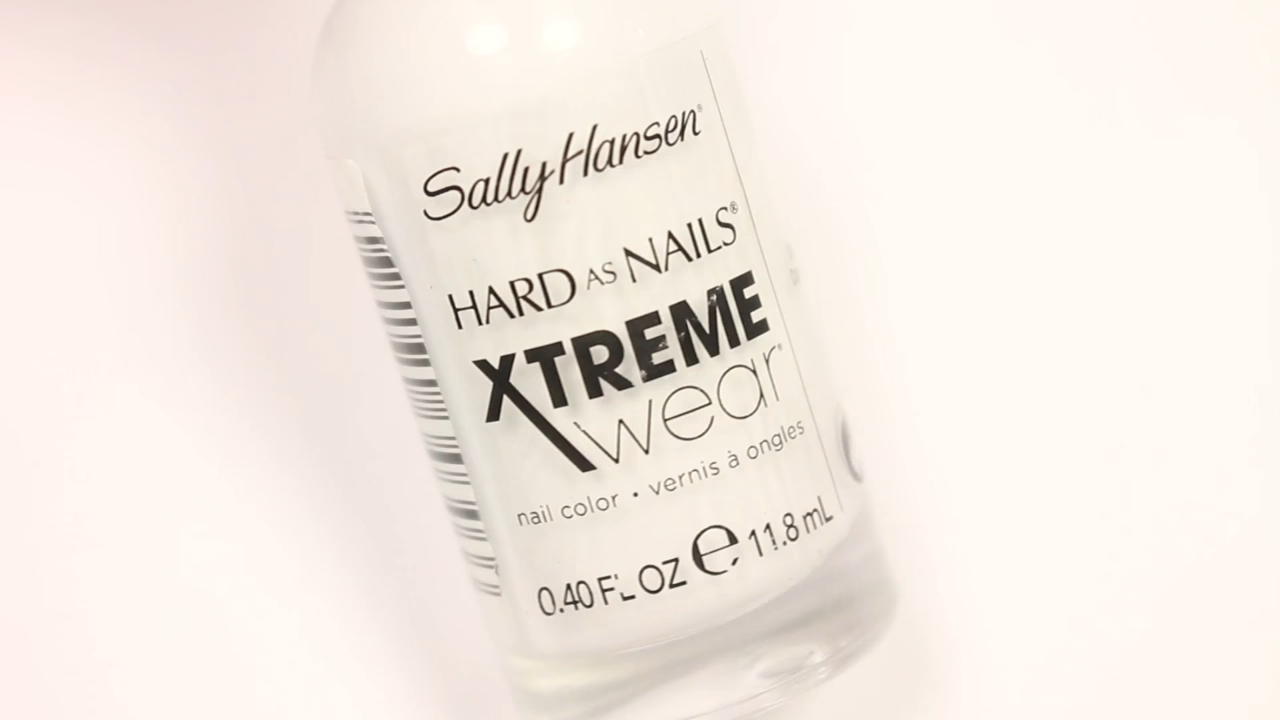 Sally Hansen®
HARD AS NAILS®
XTREME
wear®
nail color • vernis à ongles
0.40 FL OZ ℮ 11.8 mL